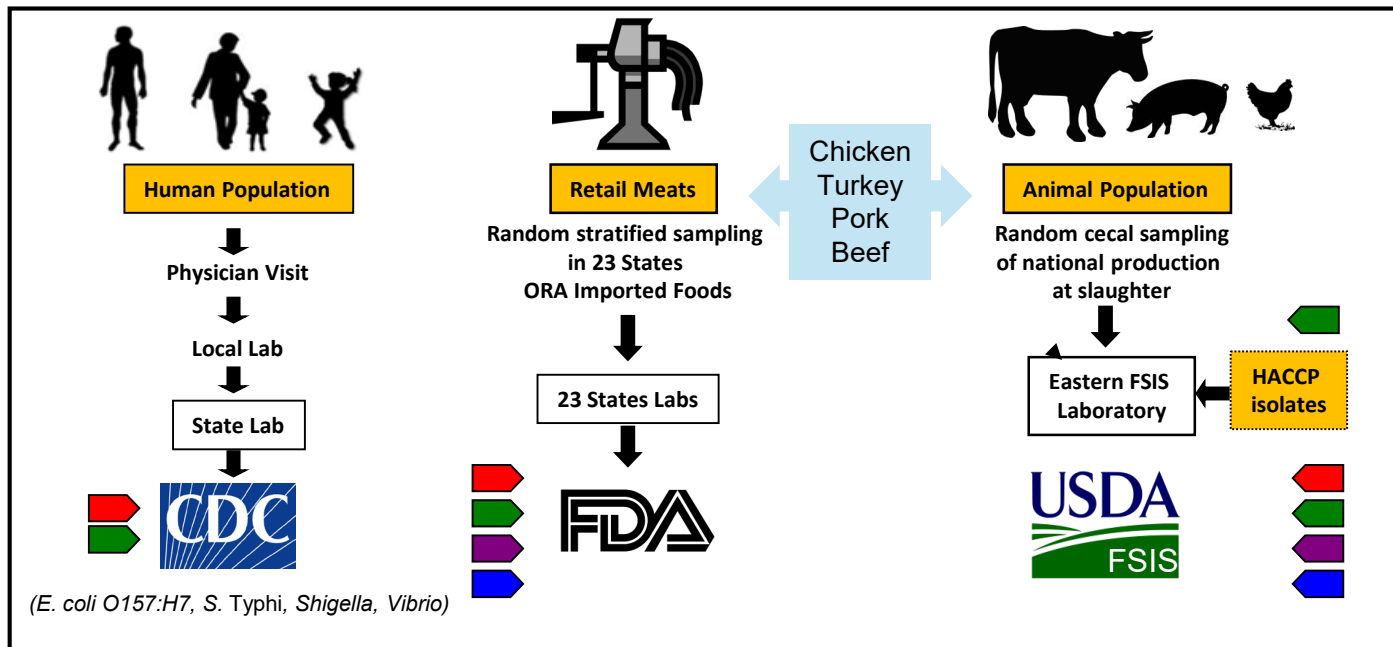 Human Population
Physician Visit
Local Lab
State Lab
CDC
(E. coli O157:H7, S. Typhi, Shigella, Vibrio)
Retail Meats
Random stratified sampling
in 23 States
ORA Imported Foods
23 States Labs
FDA
Chicken
Turkey
Pork
Beef
Animal Population
Random cecal sampling
of national production
at slaughter
Eastern FSIS
Laboratory
HACCP
isolates
USDA
FSIS